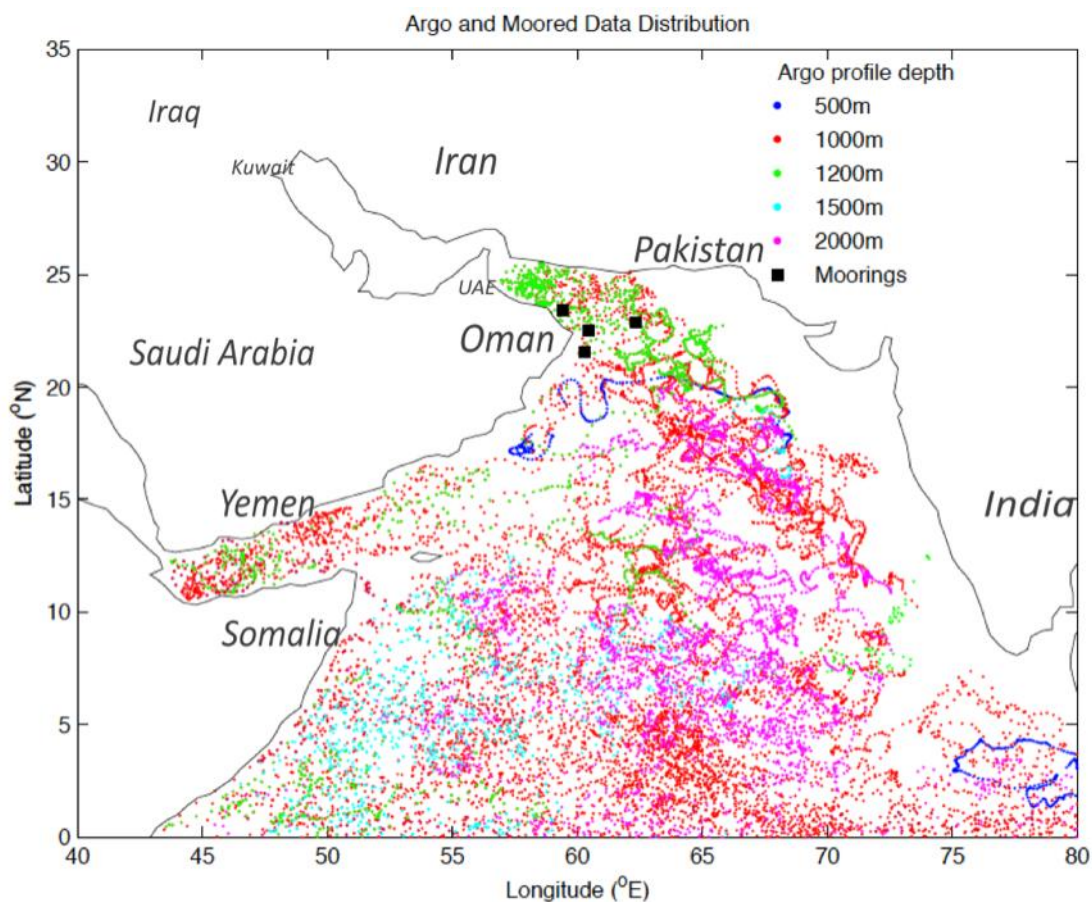 Argo and Moored Data Distribution
35
30
25
20
15
10
5
0
Latitude (⁰N)
40
45
50
55
60
65
70
75
80
Longitude (⁰E)
Argo profile depth
500m
1000m
1200m
1500m
2000m
Moorings
Iraq
Kuwait
Iran
Pakistan
UAE
Oman
Saudi Arabia
Yemen
India
Somalia